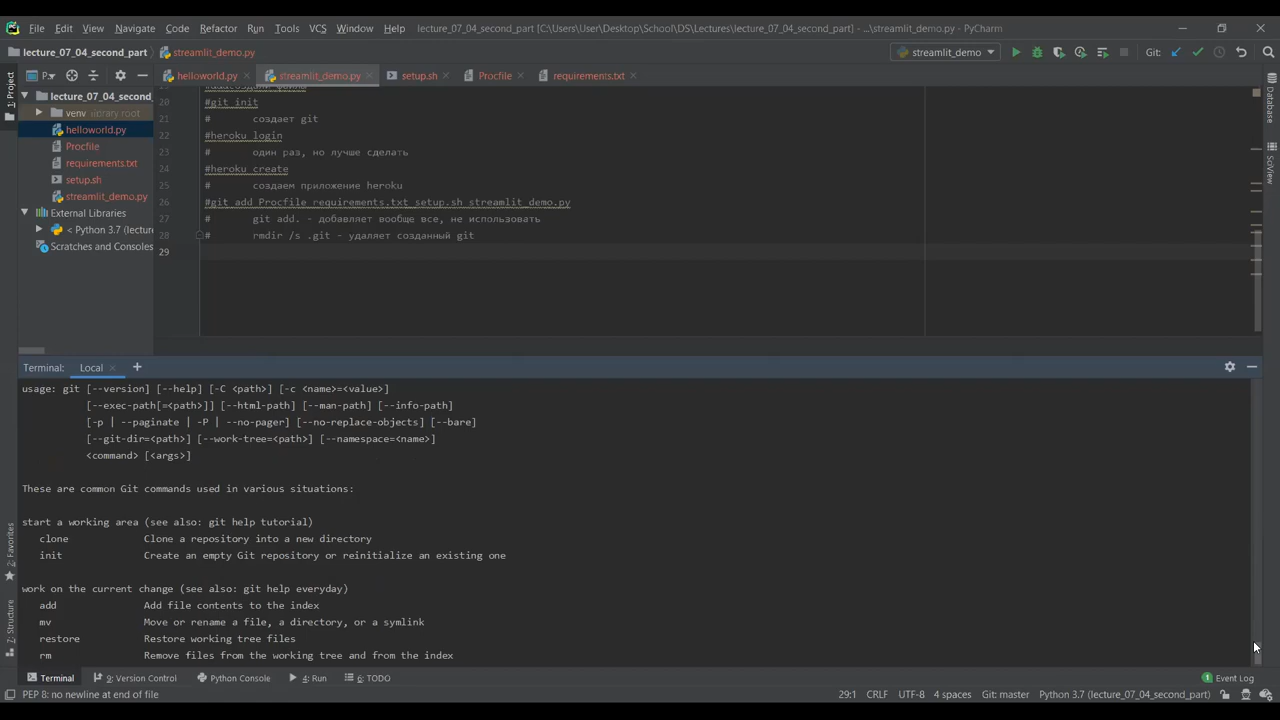 File Edit View Navigate Code Refactor Run Tools VCS Window Help lecture_07_04_second_part [C:\Users\User\Desktop\School\DS\Lectures\lecture_07_04_second_part] - ...\streamlit_demo.py - PyCharm
lecture_07_04_second_part streamlit_demo.py streamlit_demo Git:
P.. helloworld.py streamlit_demo.py setup.sh Procfile requirements.txt
1: Project
lecture_07_04_second_
venv library root
helloworld.py
Procfile
requirements.txt
setup.sh
streamlit_demo.py
External Libraries
< Python 3.7 (lecture_
Scratches and Consoles
20 #git init
21 # создает git
22 #heroku login
23 # один раз, но лучше сделать
24 #heroku create
25 # создаем приложение heroku
26 #git add Procfile requirements.txt setup.sh streamlit_demo.py
27 # git add. - добавляет вообще все, не использовать
28 # rmdir /s .git - удаляет созданный git
29
Database
SciView
Terminal: Local +
usage: git [--version] [--help] [-C <path>] [-c <name>=<value>]
[--exec-path[=<path>]] [--html-path] [--man-path] [--info-path]
[-p | --paginate | -P | --no-pager] [--no-replace-objects] [--bare]
[--git-dir=<path>] [--work-tree=<path>] [--namespace=<name>]
<command> [<args>]
These are common Git commands used in various situations:
start a working area (see also: git help tutorial)
clone Clone a repository into a new directory
init Create an empty Git repository or reinitialize an existing one
work on the current change (see also: git help everyday)
add Add file contents to the index
mv Move or rename a file, a directory, or a symlink
restore Restore working tree files
rm Remove files from the working tree and from the index
2: Favorites
7: Structure
Terminal 9: Version Control Python Console 4: Run 6: TODO 1 Event Log
PEP 8: no newline at end of file 29:1 CRLF UTF-8 4 spaces Git: master Python 3.7 (lecture_07_04_second_part)